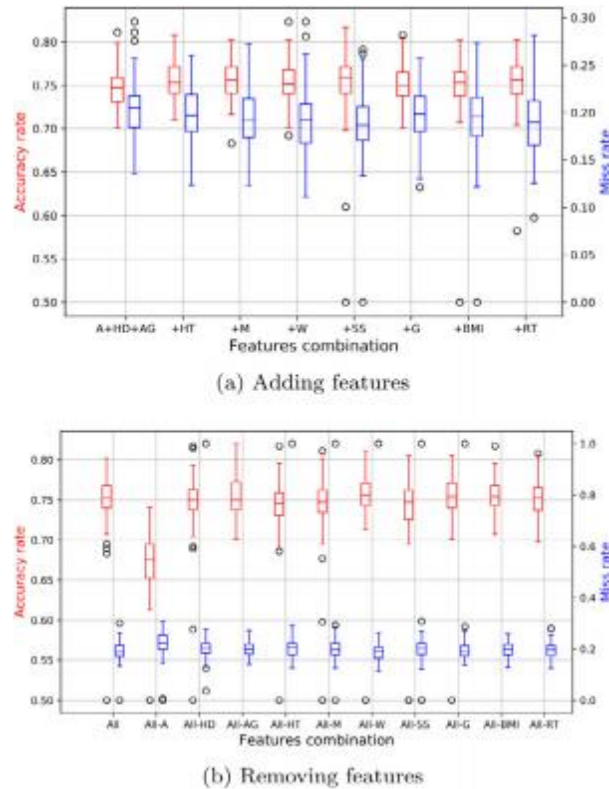 0.80
0.75
0.70
0.65
0.60
0.55
0.50
Accuracy rate
0.30
0.25
0.20
0.15
0.10
0.05
0.00
Miss rate
A+HD+AG +HT +M +W +SS +G +BMI +RT
Features combination
(a) Adding features
0.80
0.75
0.70
0.65
0.60
0.55
0.50
Accuracy rate
1.0
0.8
0.6
0.4
0.2
0.0
Miss rate
All All-A All-HD All-AG All-HT All-M All-W All-SS All-G All-BMI All-RT
Features combination
(b) Removing features